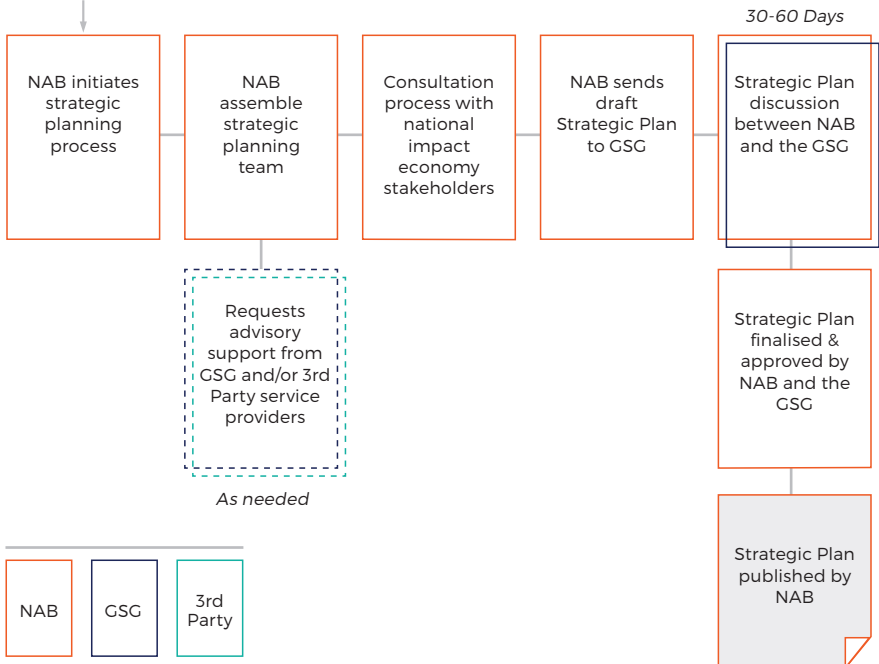 30-60 Days
NAB initiates
strategic
planning
process
NAB
assemble
strategic
planning
team
Consultation
process with
national
impact
economy
stakeholders
NAB sends
draft
Strategic Plan
to GSG
Strategic Plan
discussion
between NAB
and the GSG
Requests
advisory
support from
GSG and/or 3rd
Party service
providers
As needed
Strategic Plan
finalised &
approved by
NAB and the
GSG
Strategic Plan
published by
NAB
NAB
GSG
3rd
Party